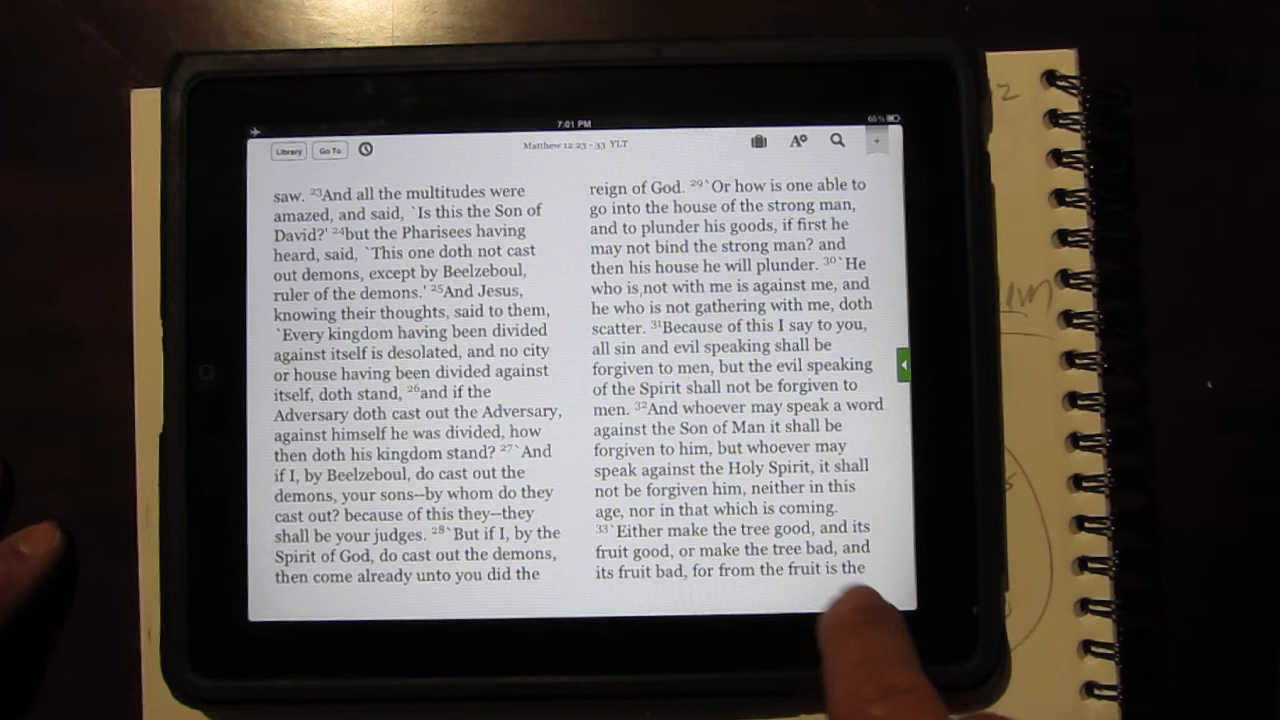 7:01 PM
66%
Library
Go To
Matthew 12:23 - 33 YLT
saw. ²³And all the multitudes were
amazed, and said, `Is this the Son of
David?' ²⁴but the Pharisees having
heard, said, `This one doth not cast
out demons, except by Beelzeboul,
ruler of the demons.' ²⁵And Jesus,
knowing their thoughts, said to them,
`Every kingdom having been divided
against itself is desolated, and no city
or house having been divided against
itself, doth stand, ²⁶and if the
Adversary doth cast out the Adversary,
against himself he was divided, how
then doth his kingdom stand? ²⁷`And
if I, by Beelzeboul, do cast out the
demons, your sons--by whom do they
cast out? because of this they--they
shall be your judges. ²⁸`But if I, by the
Spirit of God, do cast out the demons,
then come already unto you did the
reign of God. ²⁹`Or how is one able to
go into the house of the strong man,
and to plunder his goods, if first he
may not bind the strong man? and
then his house he will plunder. ³⁰`He
who is not with me is against me, and
he who is not gathering with me, doth
scatter. ³¹Because of this I say to you,
all sin and evil speaking shall be
forgiven to men, but the evil speaking
of the Spirit shall not be forgiven to
men. ³²And whoever may speak a word
against the Son of Man it shall be
forgiven to him, but whoever may
speak against the Holy Spirit, it shall
not be forgiven him, neither in this
age, nor in that which is coming.
³³`Either make the tree good, and its
fruit good, or make the tree bad, and
its fruit bad, for from the fruit is the